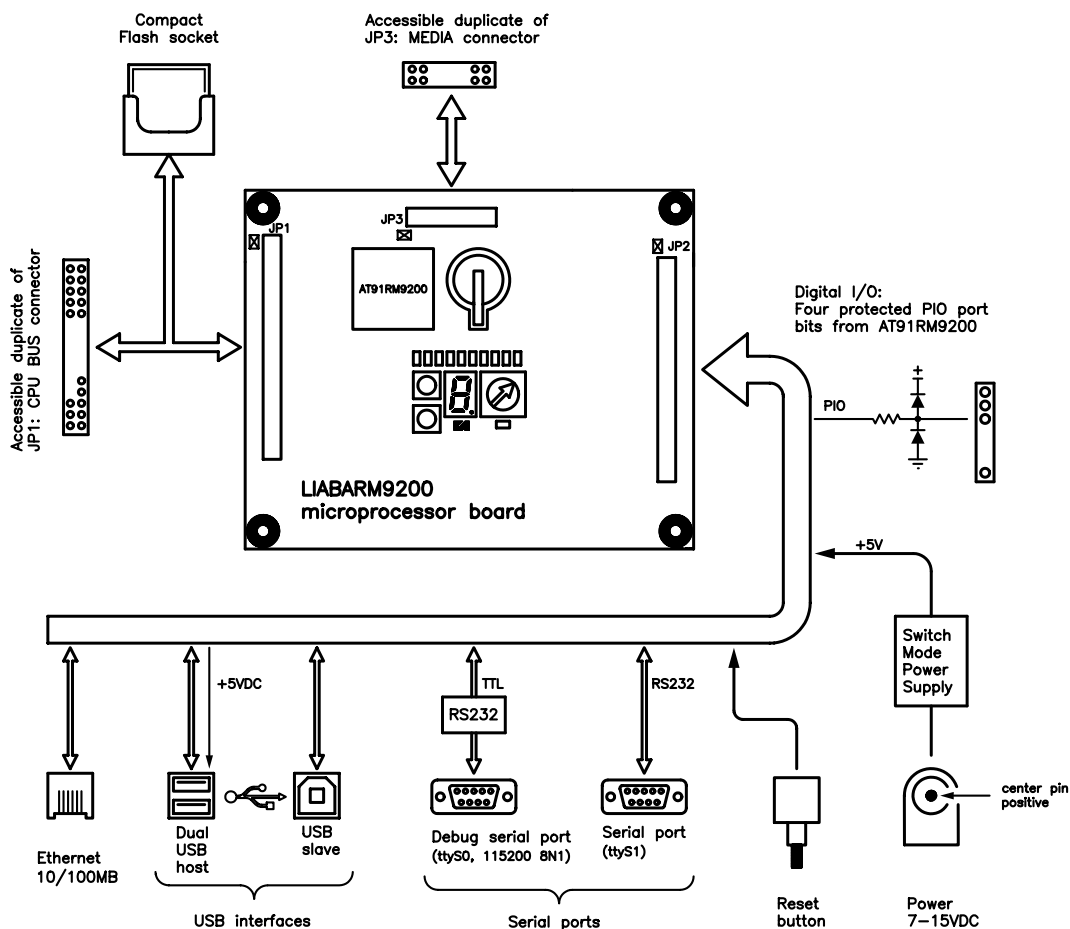 Compact
Flash socket
Accessible duplicate of
JP3: MEDIA connector
Accessible duplicate of
JP1: CPU BUS connector
JP1
JP3
JP2
AT91RM9200
8.
LIABARM9200
microprocessor board
Digital I/O:
Four protected PIO port
bits from AT91RM9200
+
PIO
+5V
Switch
Mode
Power
Supply
+5VDC
TTL
RS232
RS232
center pin
positive
Ethernet
10/100MB
Dual
USB
host
USB
slave
USB interfaces
Debug serial port
(ttyS0, 115200 8N1)
Serial port
(ttyS1)
Serial ports
Reset
button
Power
7-15VDC